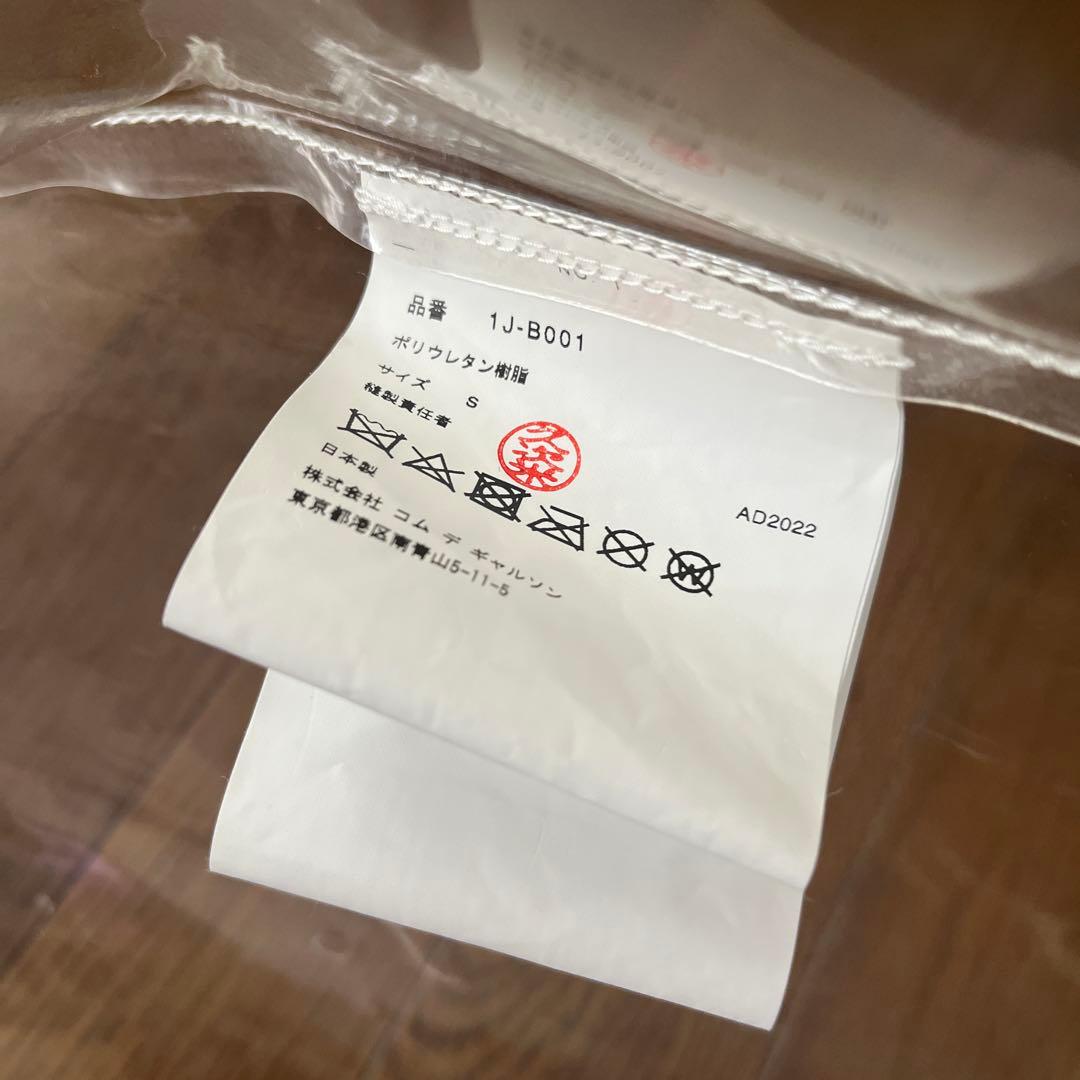 品番 1J-B001
ポリウレタン樹脂
サイズ S
縫製責任者
AD2022
日本製
株式会社 コム デ ギャルソン
東京都港区南青山5-11-5